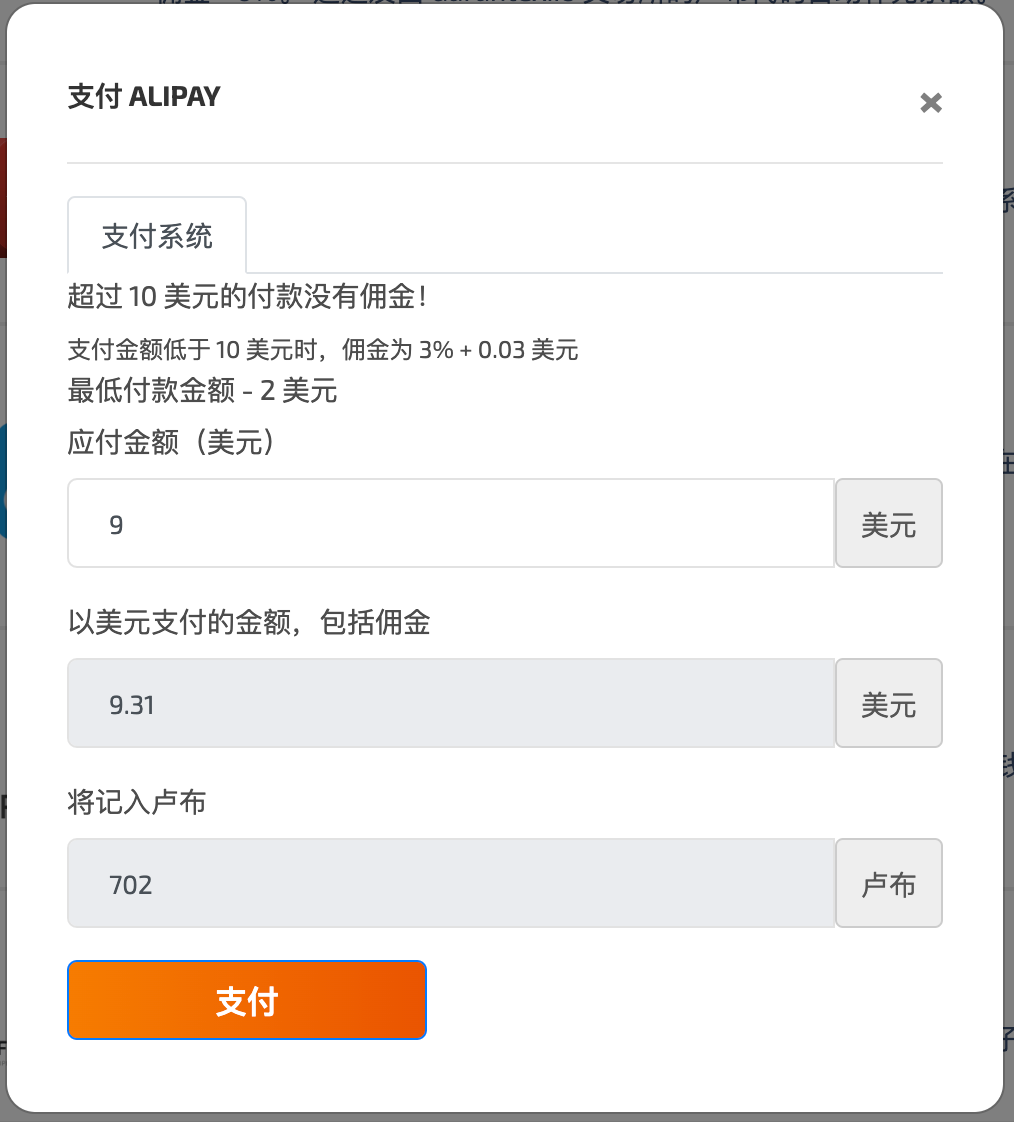 支付 ALIPAY
×
支付系统
超过 10 美元的付款没有佣金！
支付金额低于 10 美元时，佣金为 3% + 0.03 美元
最低付款金额 - 2 美元
应付金额（美元）
9 美元
以美元支付的金额，包括佣金
9.31 美元
将记入卢布
702 卢布
支付